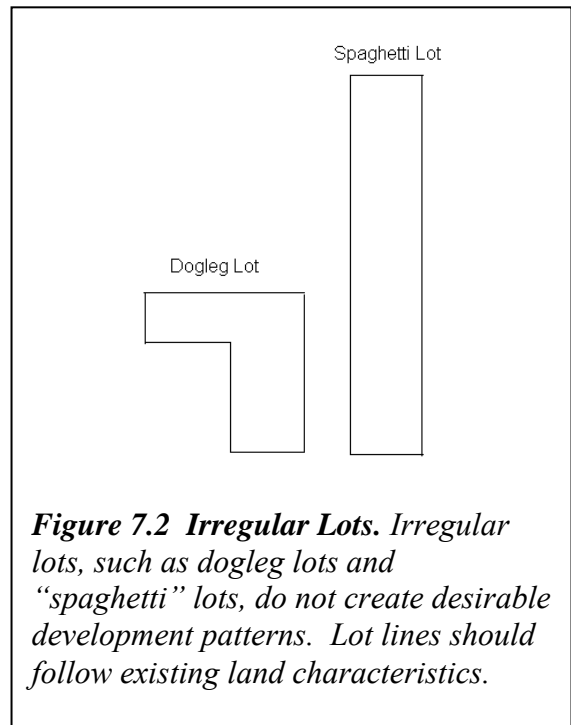 Spaghetti Lot
Dogleg Lot
Figure 7.2 Irregular Lots. Irregular
lots, such as dogleg lots and
“spaghetti” lots, do not create desirable
development patterns. Lot lines should
follow existing land characteristics.